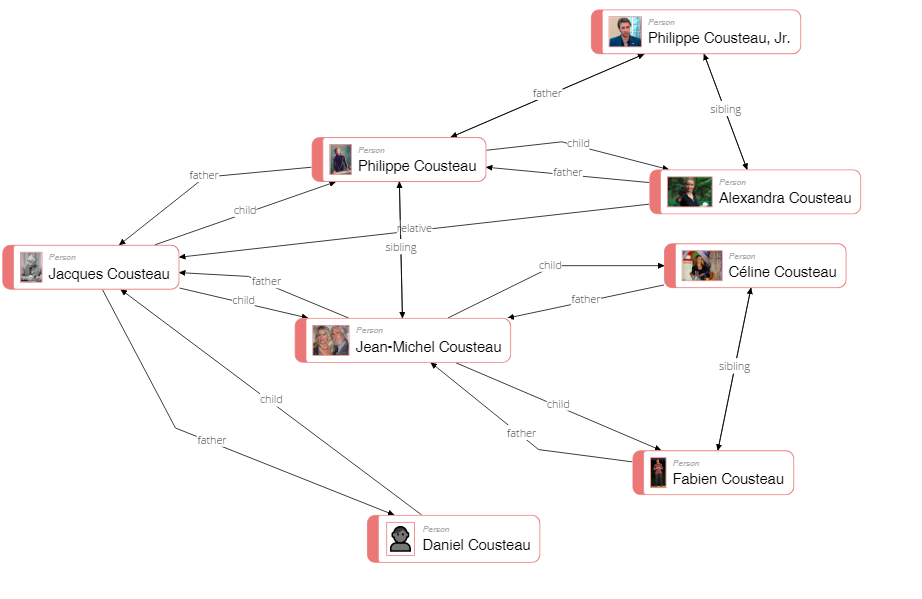 Person
Philippe Cousteau, Jr.
father
sibling
Person
Philippe Cousteau
child
father
father
Person
Alexandra Cousteau
child
relative
sibling
Person
Jacques Cousteau
Person
Céline Cousteau
child
father
child
father
Person
Jean-Michel Cousteau
sibling
child
child
father
father
Person
Fabien Cousteau
Person
Daniel Cousteau